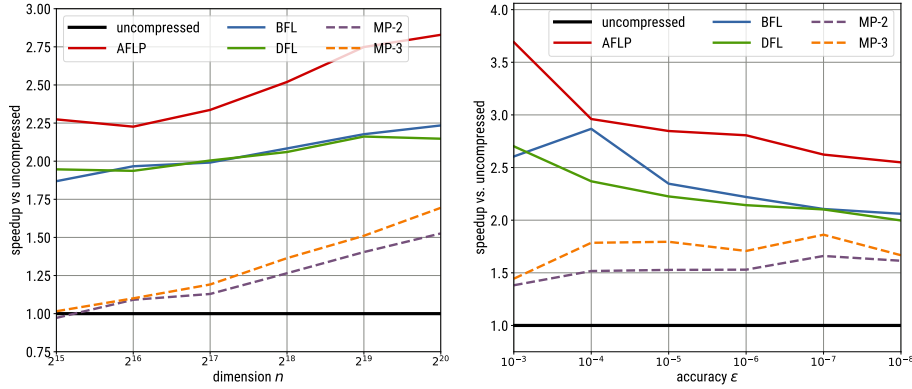 3.00
2.75
2.50
2.25
2.00
1.75
1.50
1.25
1.00
0.75
speedup vs uncompressed
uncompressed
AFLP
BFL
DFL
MP-2
MP-3
2^15
2^16
2^17
2^18
2^19
2^20
dimension n
4.0
3.5
3.0
2.5
2.0
1.5
1.0
speedup vs. uncompressed
uncompressed
AFLP
BFL
DFL
MP-2
MP-3
10^−3
10^−4
10^−5
10^−6
10^−7
10^−8
accuracy ε